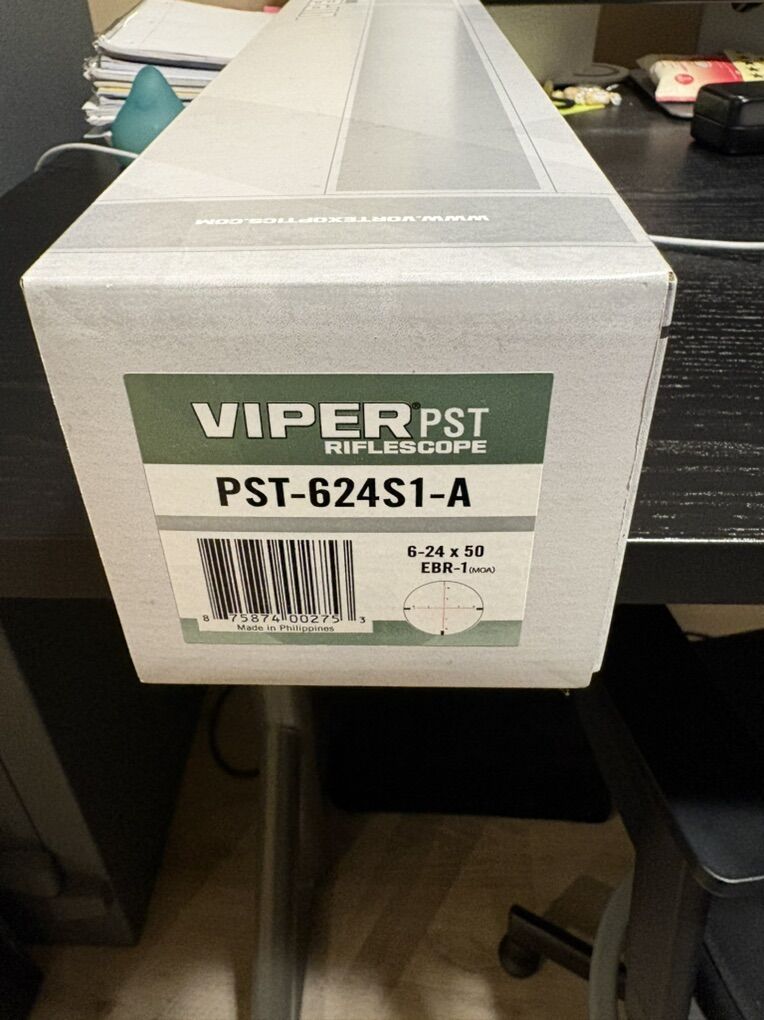 WWW.VORTEXOPTICS.COM
VIPER® PST
RIFLESCOPE
PST-624S1-A
6-24 x 50
EBR-1 (MOA)
8 75874 00275 3
Made in Philippines